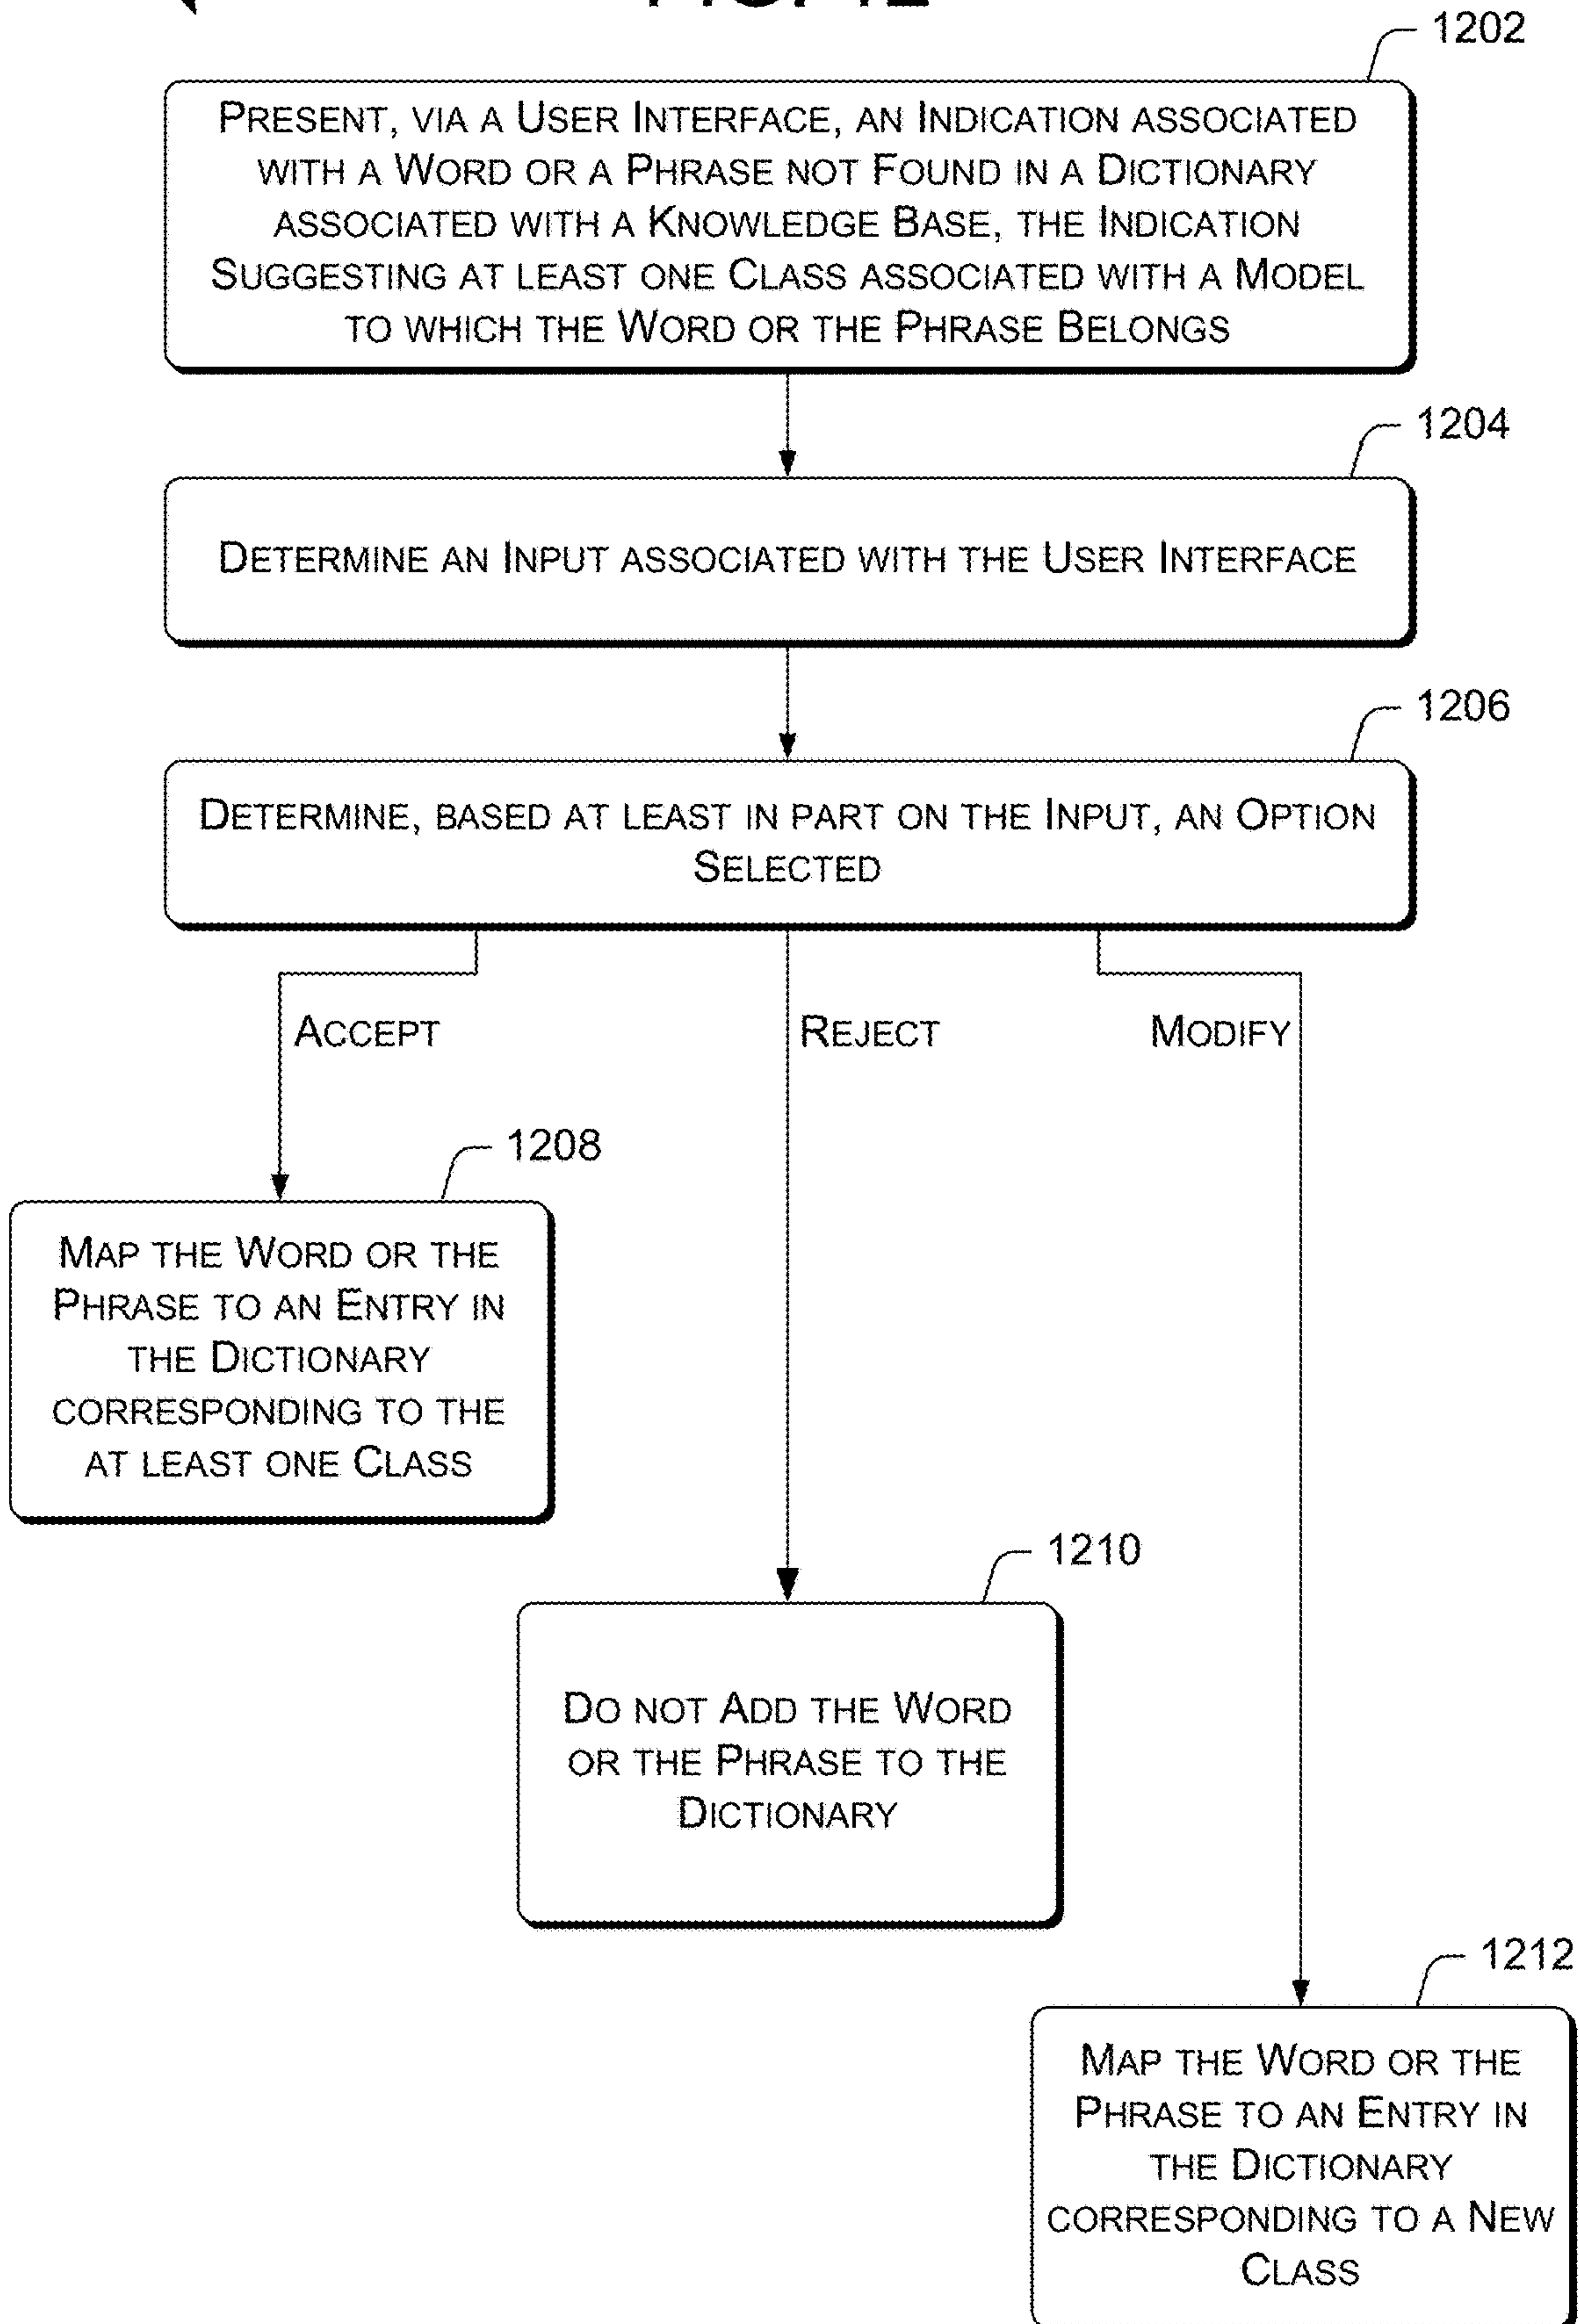 1202
PRESENT, VIA A USER INTERFACE, AN INDICATION ASSOCIATED
WITH A WORD OR A PHRASE NOT FOUND IN A DICTIONARY
ASSOCIATED WITH A KNOWLEDGE BASE, THE INDICATION
SUGGESTING AT LEAST ONE CLASS ASSOCIATED WITH A MODEL
TO WHICH THE WORD OR THE PHRASE BELONGS
1204
DETERMINE AN INPUT ASSOCIATED WITH THE USER INTERFACE
1206
DETERMINE, BASED AT LEAST IN PART ON THE INPUT, AN OPTION
SELECTED
ACCEPT
REJECT
MODIFY
1208
MAP THE WORD OR THE
PHRASE TO AN ENTRY IN
THE DICTIONARY
CORRESPONDING TO THE
AT LEAST ONE CLASS
1210
DO NOT ADD THE WORD
OR THE PHRASE TO THE
DICTIONARY
1212
MAP THE WORD OR THE
PHRASE TO AN ENTRY IN
THE DICTIONARY
CORRESPONDING TO A NEW
CLASS